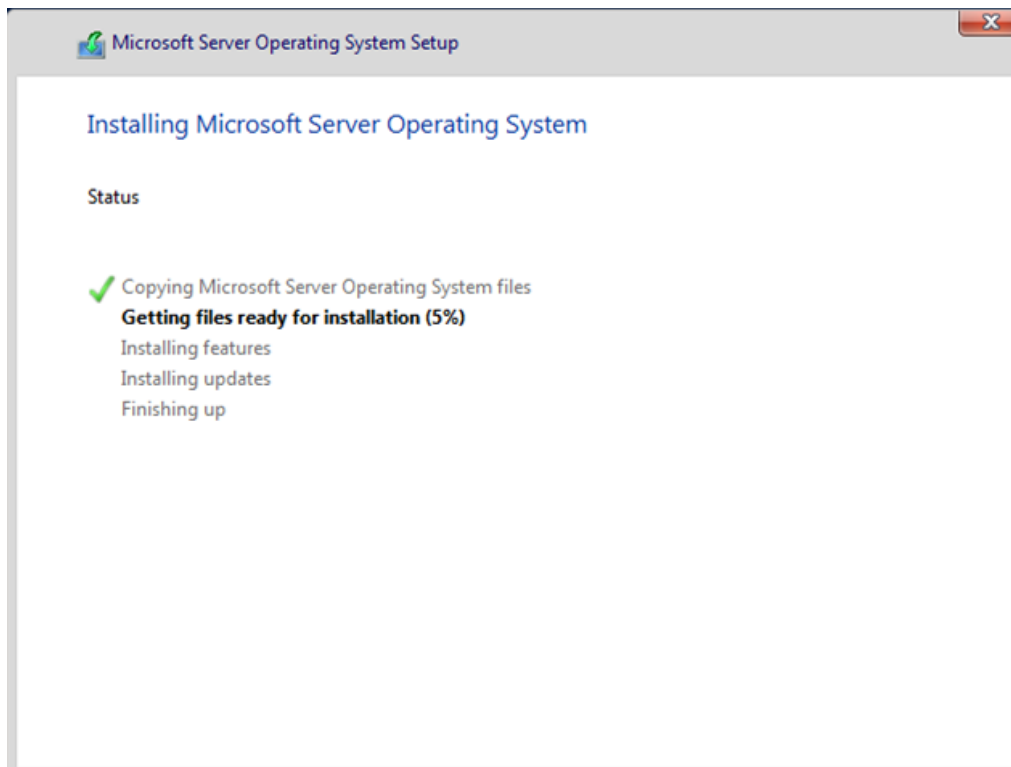 Microsoft Server Operating System Setup
Installing Microsoft Server Operating System
Status
Copying Microsoft Server Operating System files
Getting files ready for installation (5%)
Installing features
Installing updates
Finishing up